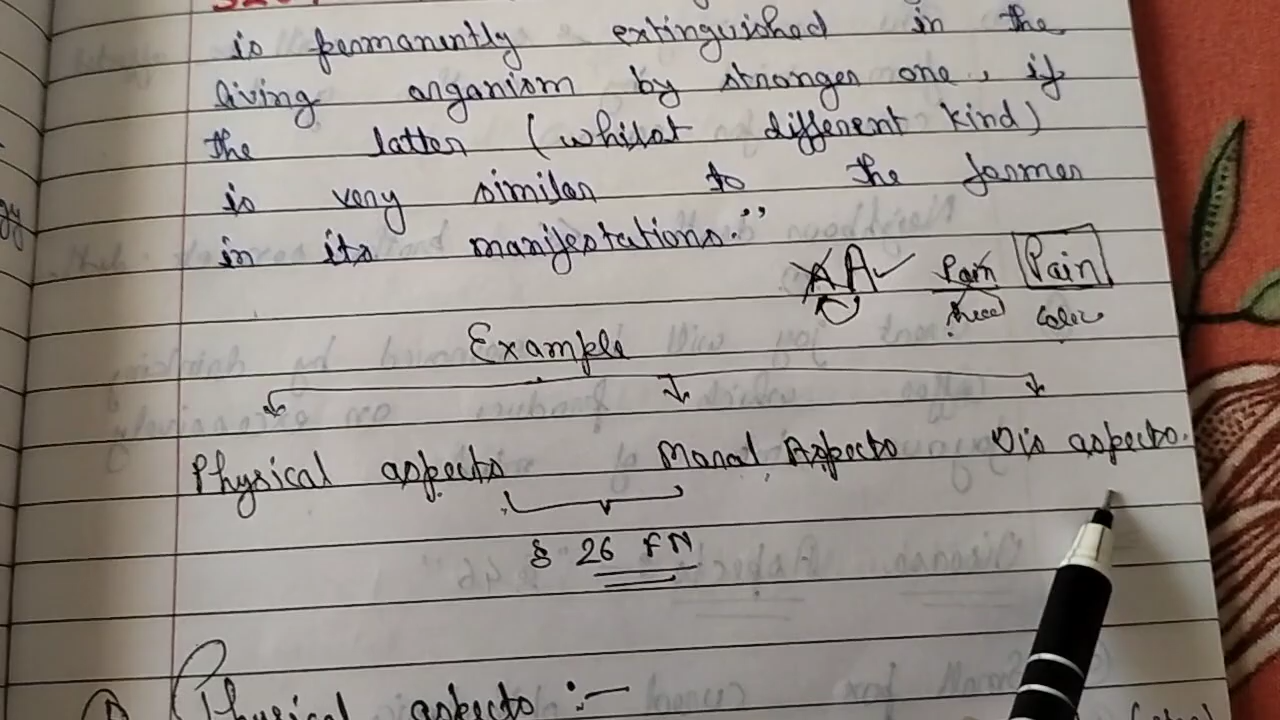 is permanently extinguished in the
living organism by stronger one, if
the latter (whilst different kind)
is very similar to the former
in its manifestations."
A A✓ Pain Pain
Example
Physical aspects Moral Aspects Dis aspects.
§ 26 FN
Physical aspects :-